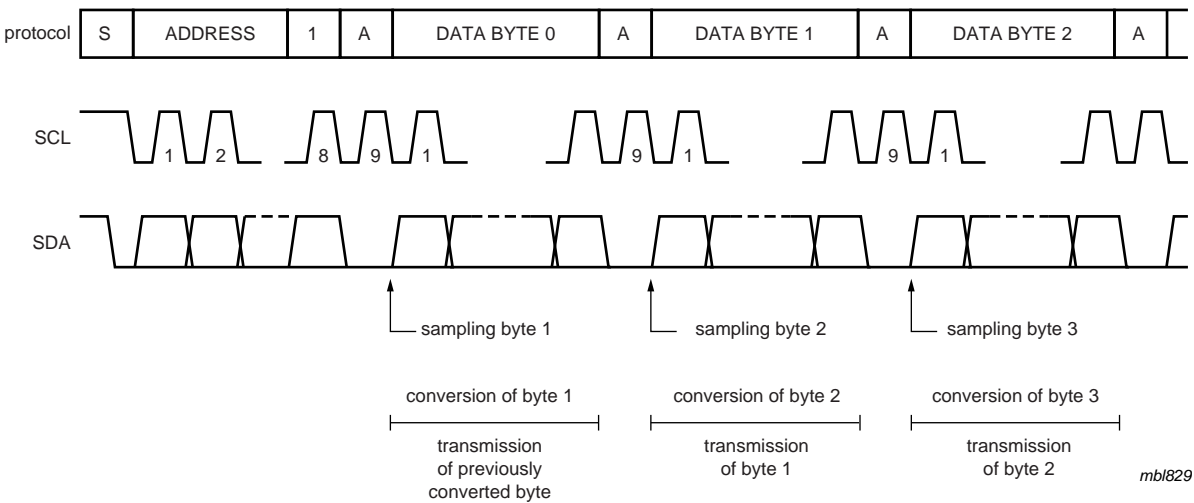 protocol S ADDRESS 1 A DATA BYTE 0 A DATA BYTE 1 A DATA BYTE 2 A
SCL 1 2 8 9 1 9 1 9 1
SDA
sampling byte 1 sampling byte 2 sampling byte 3
conversion of byte 1 conversion of byte 2 conversion of byte 3
transmission transmission transmission
of previously of byte 1 of byte 2
converted byte
mbl829